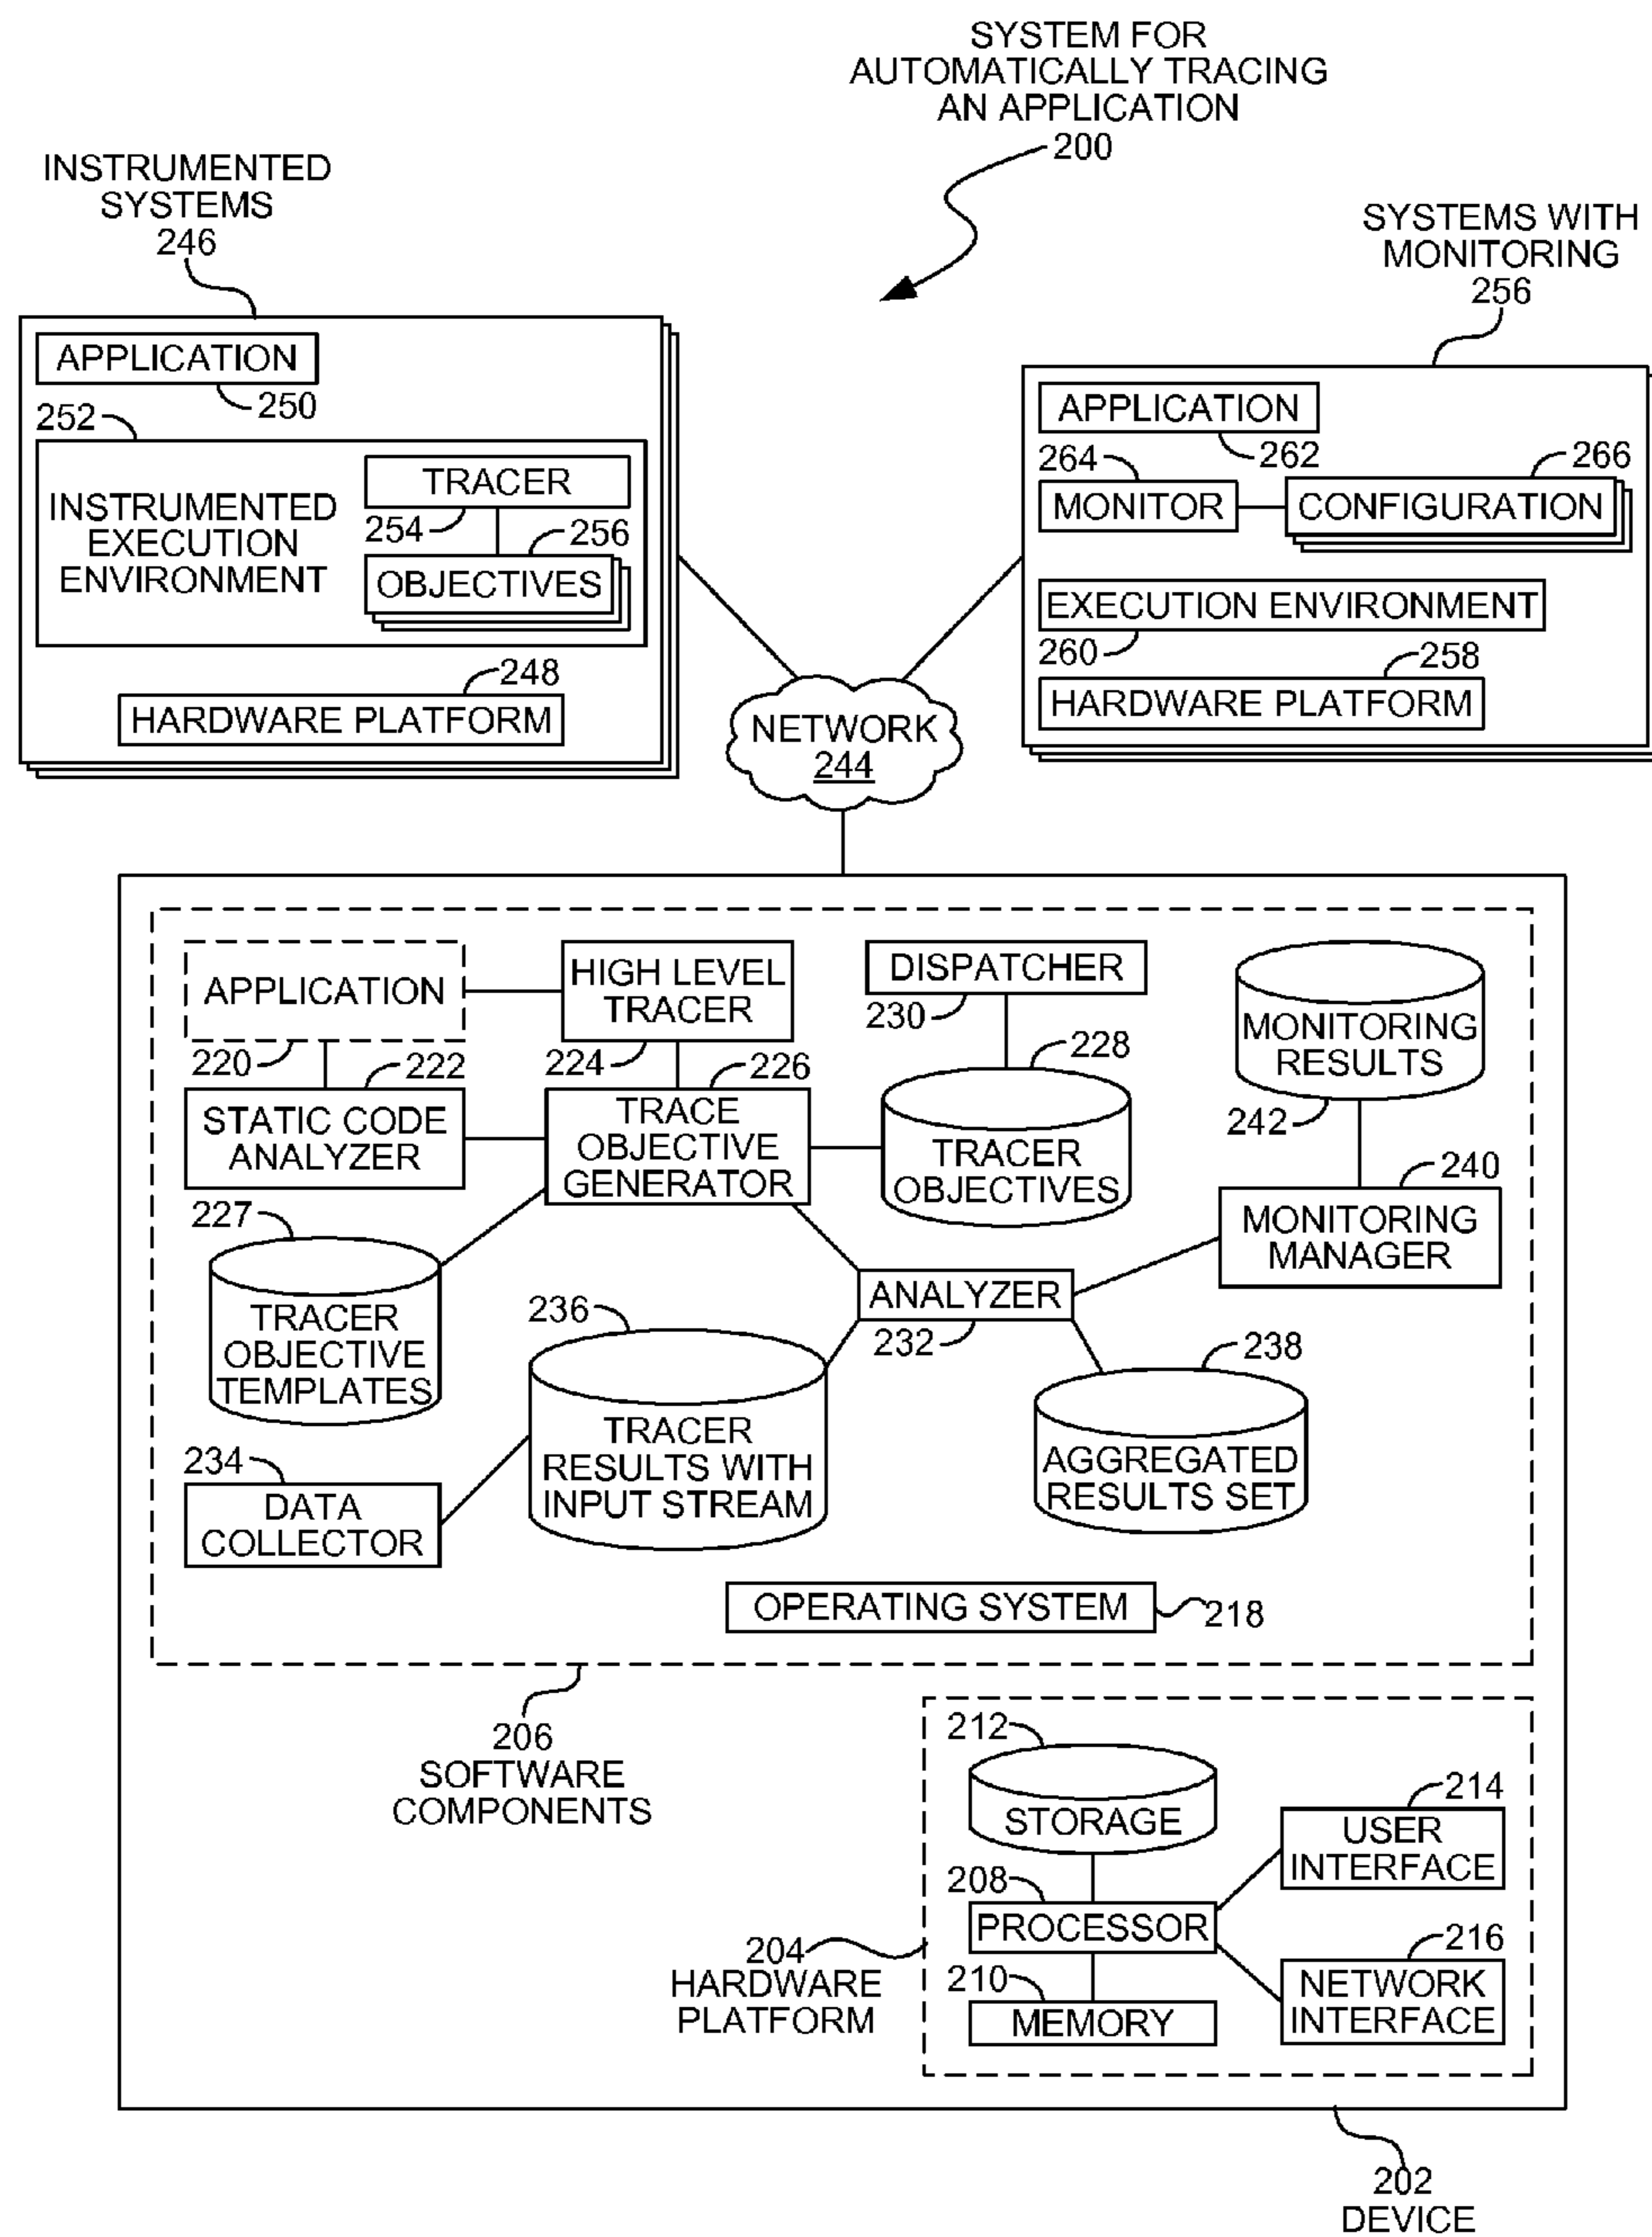 SYSTEM FOR
AUTOMATICALLY TRACING
AN APPLICATION
200
INSTRUMENTED
SYSTEMS
246
SYSTEMS WITH
MONITORING
256
APPLICATION
250
252
INSTRUMENTED
EXECUTION
ENVIRONMENT
TRACER
254
256
OBJECTIVES
248
HARDWARE PLATFORM
APPLICATION
262
264
266
MONITOR
CONFIGURATION
EXECUTION ENVIRONMENT
260
258
HARDWARE PLATFORM
NETWORK
244
APPLICATION
220
HIGH LEVEL
TRACER
224
DISPATCHER
230
MONITORING
RESULTS
242
222
STATIC CODE
ANALYZER
226
TRACE
OBJECTIVE
GENERATOR
228
TRACER
OBJECTIVES
240
MONITORING
MANAGER
227
TRACER
OBJECTIVE
TEMPLATES
236
TRACER
RESULTS WITH
INPUT STREAM
ANALYZER
232
238
AGGREGATED
RESULTS SET
234
DATA
COLLECTOR
OPERATING SYSTEM
218
206
SOFTWARE
COMPONENTS
212
STORAGE
214
USER
INTERFACE
208
PROCESSOR
204
HARDWARE
PLATFORM
210
MEMORY
216
NETWORK
INTERFACE
202
DEVICE